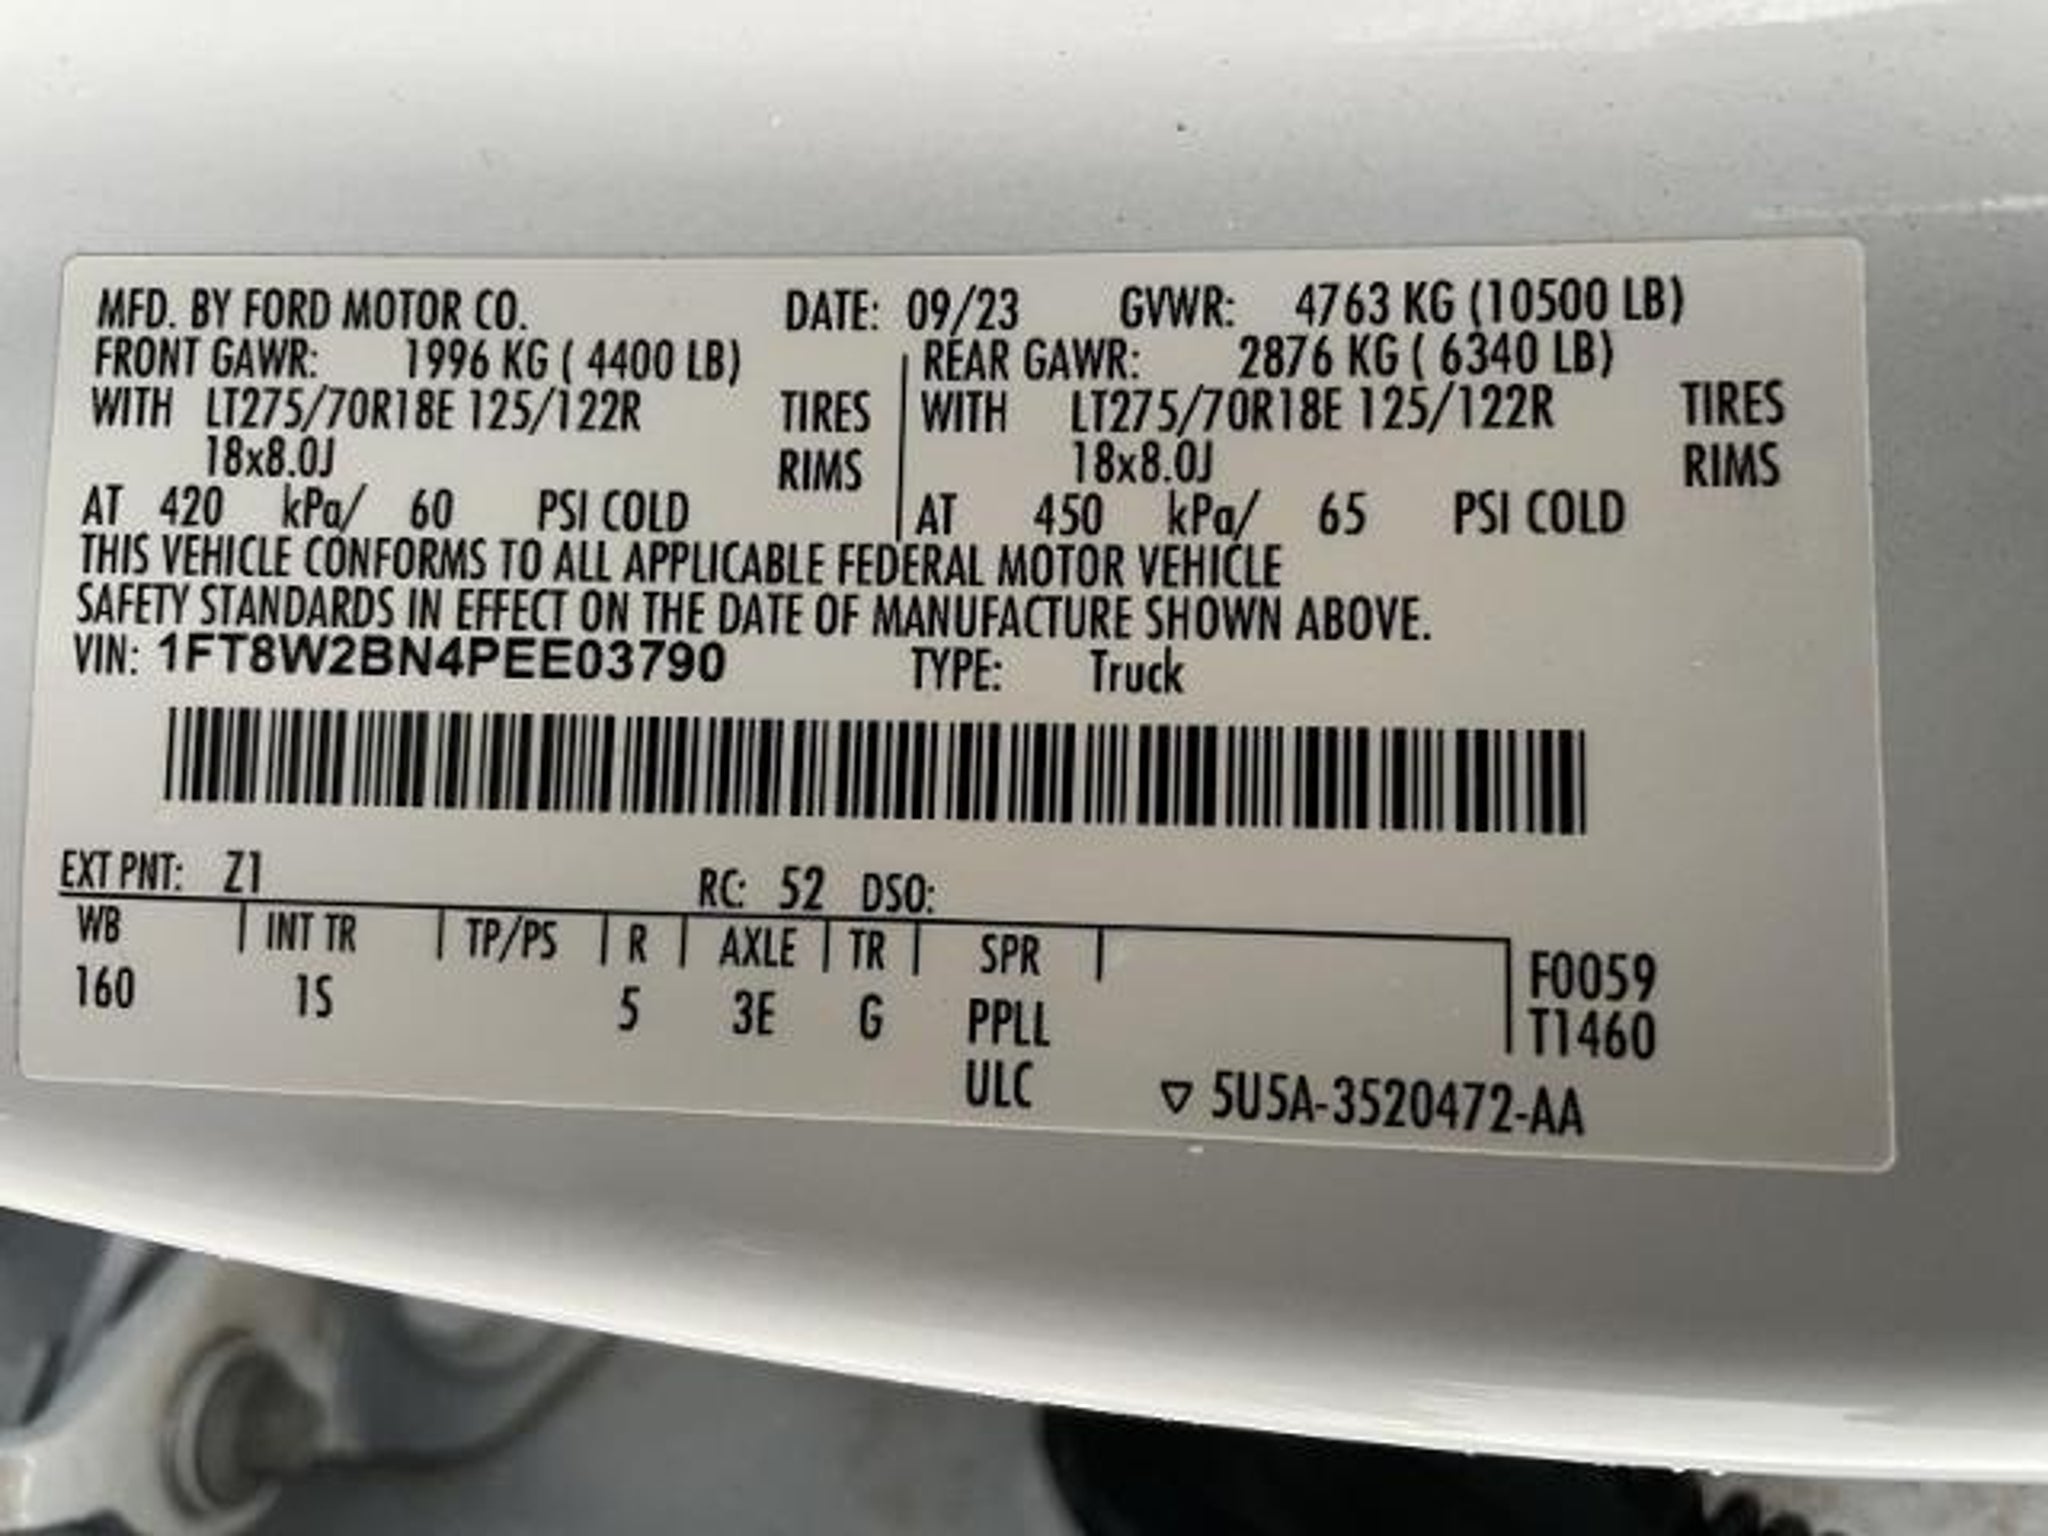 MFD. BY FORD MOTOR CO. DATE: 09/23 GVWR: 4763 KG (10500 LB)
FRONT GAWR: 1996 KG ( 4400 LB) REAR GAWR: 2876 KG ( 6340 LB)
WITH LT275/70R18E 125/122R TIRES WITH LT275/70R18E 125/122R TIRES
18x8.0J RIMS 18x8.0J RIMS
AT 420 kPa/ 60 PSI COLD AT 450 kPa/ 65 PSI COLD
THIS VEHICLE CONFORMS TO ALL APPLICABLE FEDERAL MOTOR VEHICLE
SAFETY STANDARDS IN EFFECT ON THE DATE OF MANUFACTURE SHOWN ABOVE.
VIN: 1FT8W2BN4PEE03790 TYPE: Truck
EXT PNT: Z1 RC: 52 DSO:
WB INT TR TP/PS R AXLE TR SPR F0059
160 1S 5 3E G PPLL T1460
ULC 5U5A-3520472-AA